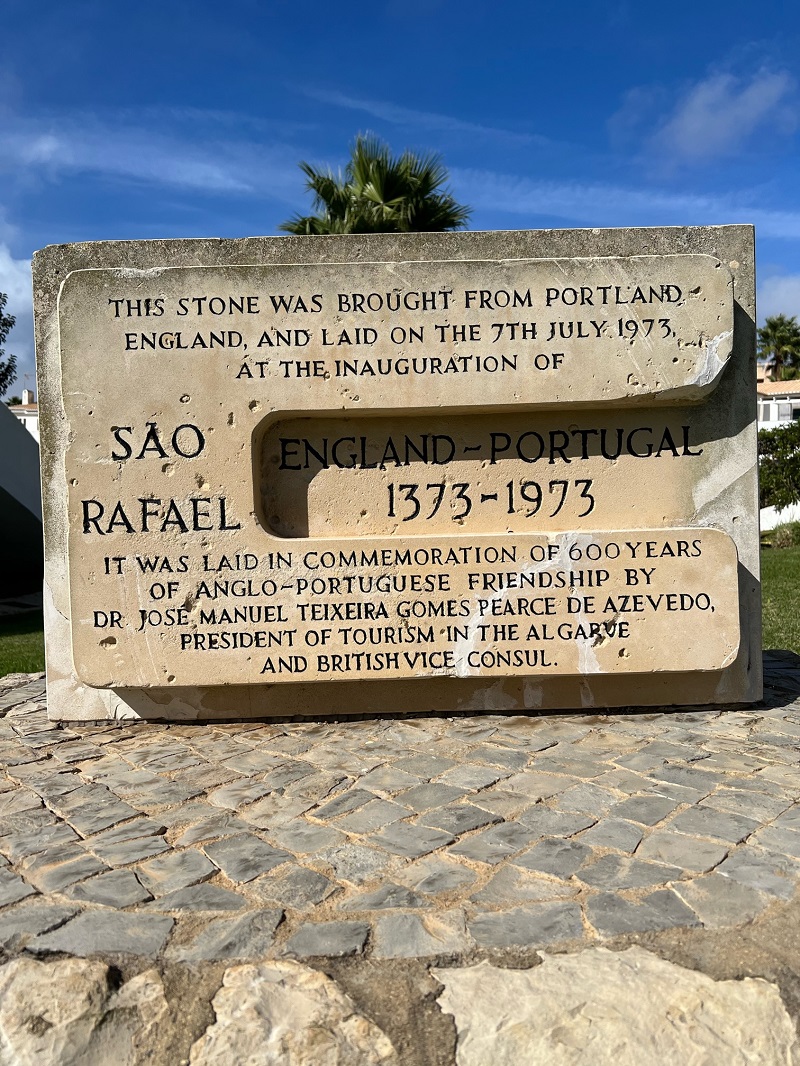 THIS STONE WAS BROUGHT FROM PORTLAND
ENGLAND, AND LAID ON THE 7TH JULY 1973,
AT THE INAUGURATION OF
SÃO
RAFAEL
ENGLAND-PORTUGAL
1373-1973
IT WAS LAID IN COMMEMORATION OF 600 YEARS
OF ANGLO-PORTUGUESE FRIENDSHIP BY
DR JOSE MANUEL TEIXEIRA GOMES PEARCE DE AZEVEDO,
PRESIDENT OF TOURISM IN THE ALGARVE
AND BRITISH VICE CONSUL.